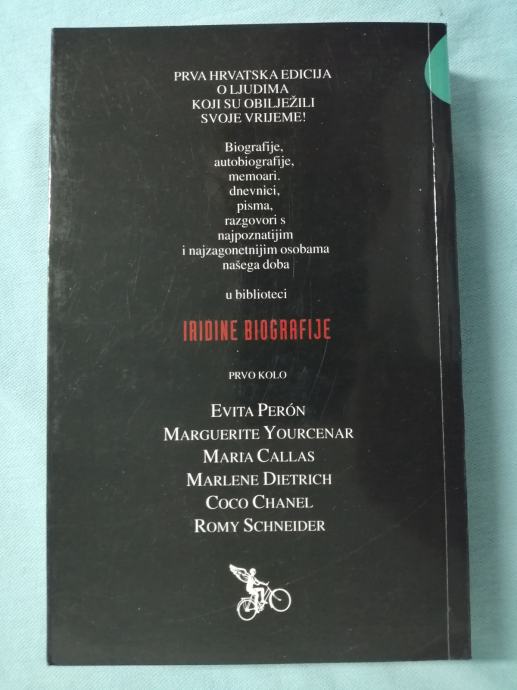 PRVA HRVATSKA EDICIJA
O LJUDIMA
KOJI SU OBILJEŽILI
SVOJE VRIJEME!
Biografije,
autobiografije,
memoari.
dnevnici,
pisma,
razgovori s
najpoznatijim
i najzagonetnijim osobama
našega doba
u biblioteci
IRIDINE BIOGRAFIJE
PRVO KOLO
EVITA PERÓN
MARGUERITE YOURCENAR
MARIA CALLAS
MARLENE DIETRICH
COCO CHANEL
ROMY SCHNEIDER